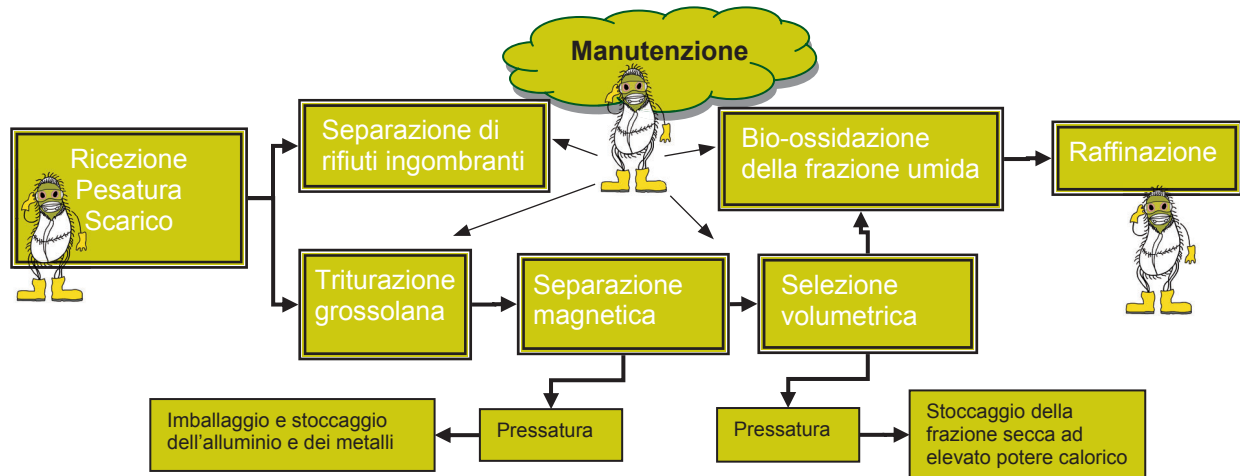 Manutenzione
Ricezione
Pesatura
Scarico
Separazione di
rifiuti ingombranti
Bio-ossidazione
della frazione umida
Raffinazione
Triturazione
grossolana
Separazione
magnetica
Selezione
volumetrica
Imballaggio e stoccaggio
dell'alluminio e dei metalli
Pressatura
Pressatura
Stoccaggio della
frazione secca ad
elevato potere calorico